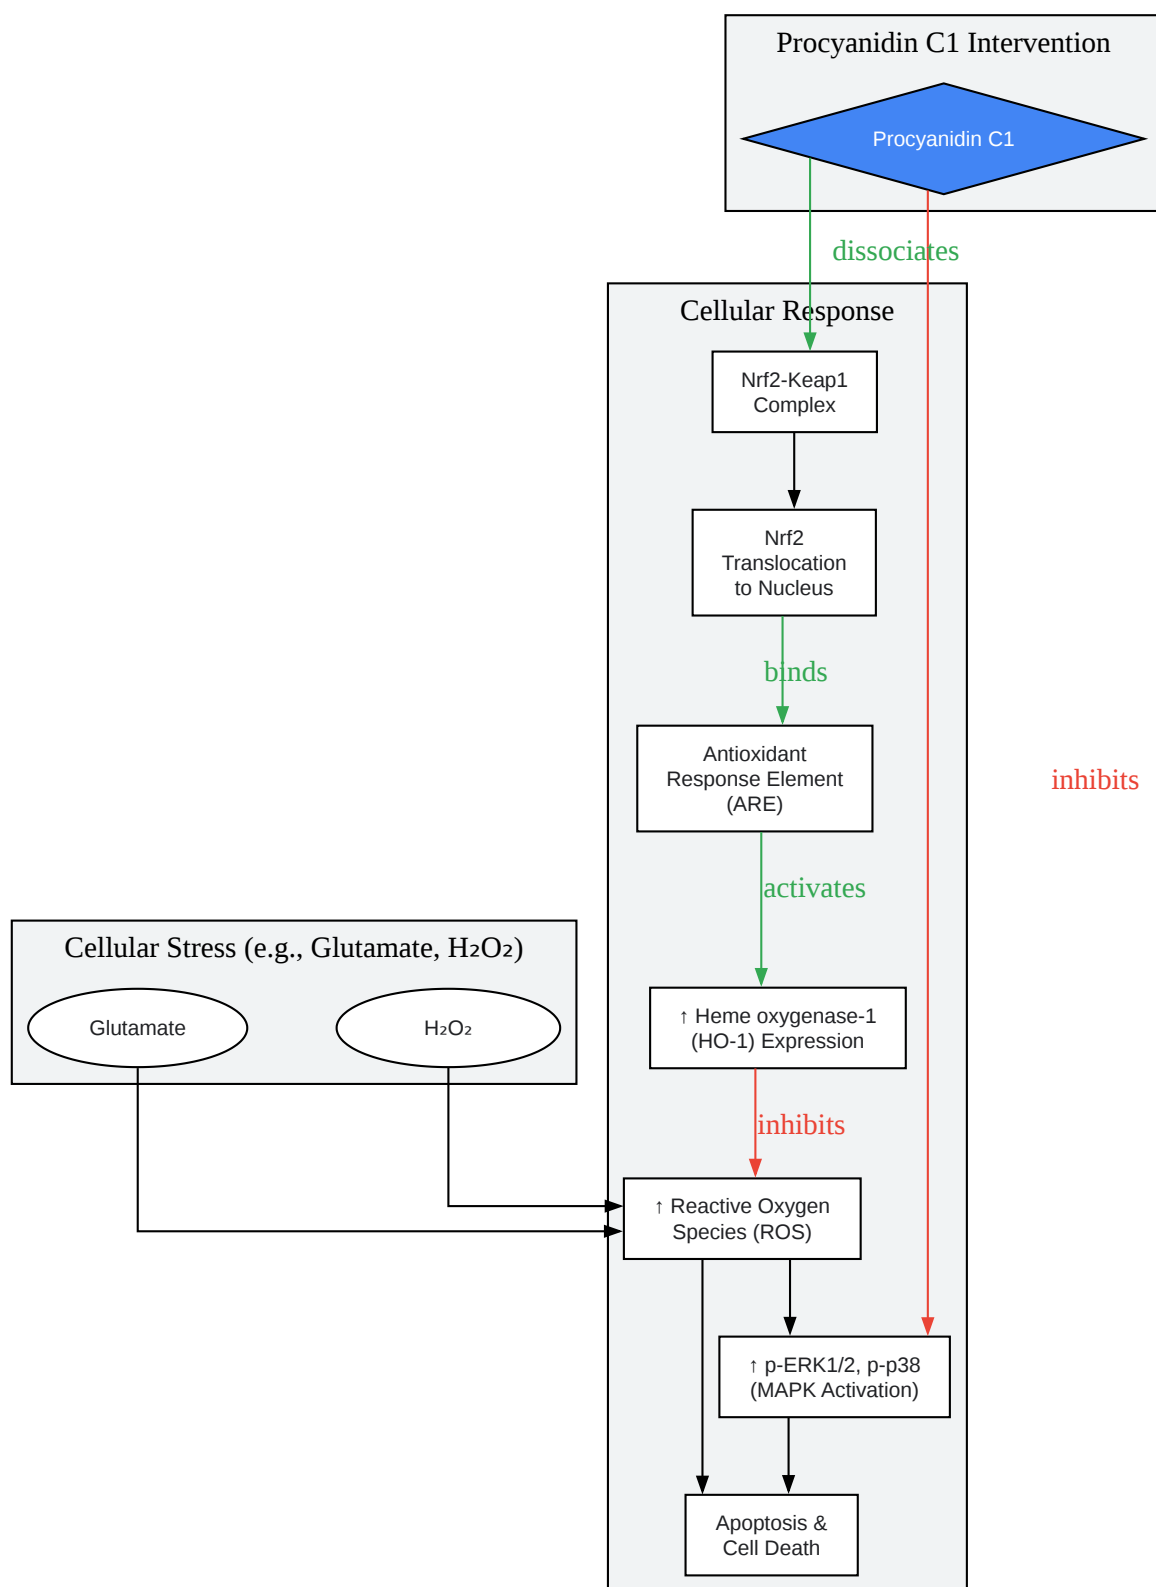 Procyanidin C1 Intervention
Procyanidin C1
dissociates
Cellular Response
Nrf2-Keap1
Complex
Nrf2
Translocation
to Nucleus
binds
Antioxidant
Response Element
(ARE)
inhibits
activates
Cellular Stress (e.g., Glutamate, H₂O₂)
Glutamate
H₂O₂
↑ Heme oxygenase-1
(HO-1) Expression
inhibits
↑ Reactive Oxygen
Species (ROS)
↑ p-ERK1/2, p-p38
(MAPK Activation)
Apoptosis &
Cell Death